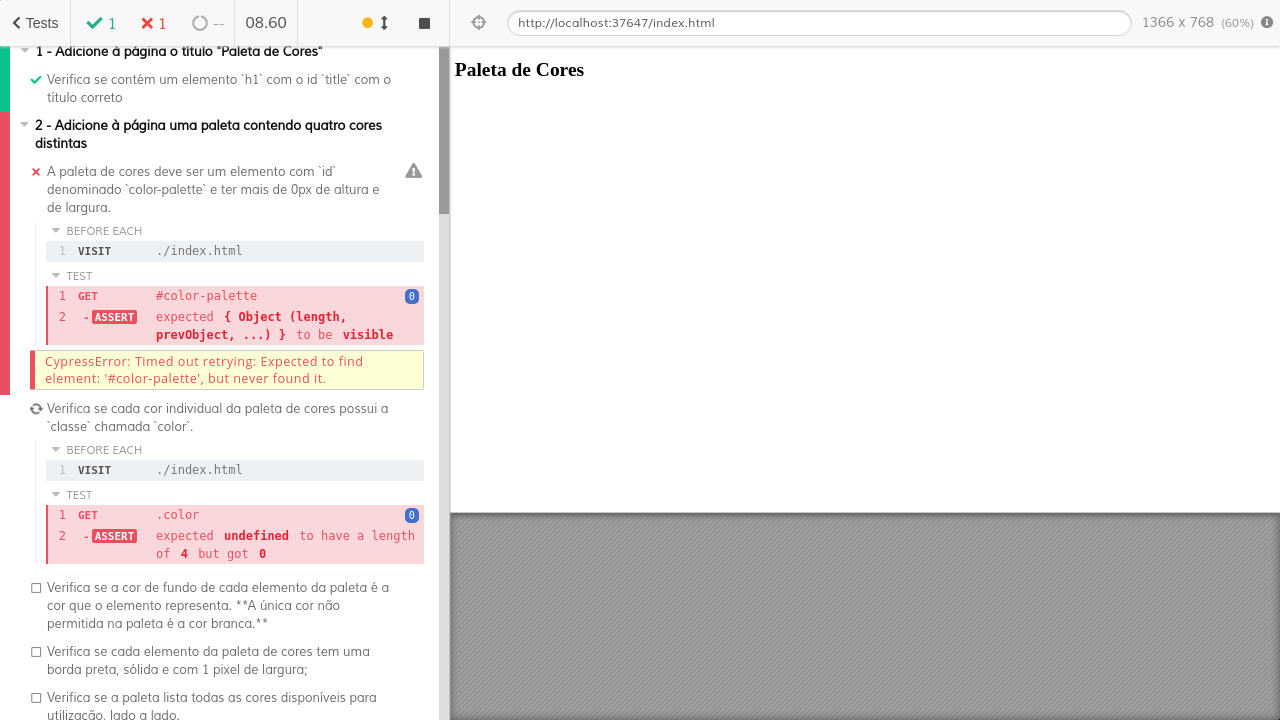 Tests
1
1
--
08.60
http://localhost:37647/index.html
1366 x 768 (60%)
1 - Adicione à página o título "Paleta de Cores"
Verifica se contém um elemento `h1` com o id `title` com o
título correto
2 - Adicione à página uma paleta contendo quatro cores
distintas
A paleta de cores deve ser um elemento com `id`
denominado `color-palette` e ter mais de 0px de altura e
de largura.
BEFORE EACH
1 VISIT ./index.html
TEST
1 GET #color-palette 0
2 -ASSERT expected { Object (length,
prevObject, ...) } to be visible
CypressError: Timed out retrying: Expected to find
element: '#color-palette', but never found it.
Verifica se cada cor individual da paleta de cores possui a
`classe` chamada `color`.
BEFORE EACH
1 VISIT ./index.html
TEST
1 GET .color 0
2 -ASSERT expected undefined to have a length
of 4 but got 0
Verifica se a cor de fundo de cada elemento da paleta é a
cor que o elemento representa. **A única cor não
permitida na paleta é a cor branca.**
Verifica se cada elemento da paleta de cores tem uma
borda preta, sólida e com 1 pixel de largura;
Verifica se a paleta lista todas as cores disponíveis para
utilização, lado a lado.
Paleta de Cores